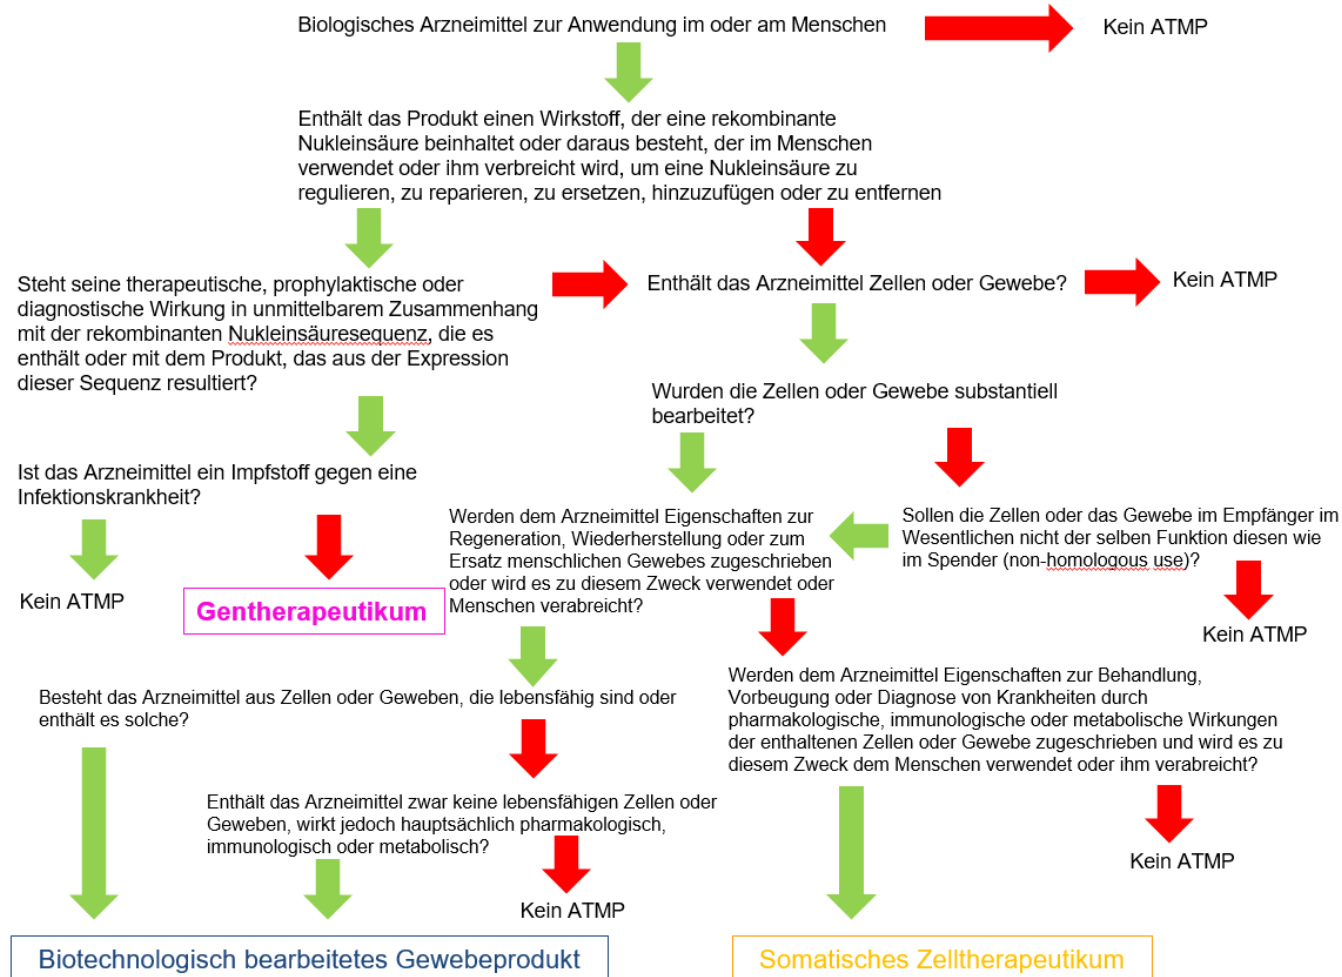 Biologisches Arzneimittel zur Anwendung im oder am Menschen
Kein ATMP
Enthält das Produkt einen Wirkstoff, der eine rekombinante
Nukleinsäure beinhaltet oder daraus besteht, der im Menschen
verwendet oder ihm verbreicht wird, um eine Nukleinsäure zu
regulieren, zu reparieren, zu ersetzen, hinzuzufügen oder zu entfernen
Steht seine therapeutische, prophylaktische oder
diagnostische Wirkung in unmittelbarem Zusammenhang
mit der rekombinanten Nukleinsäuresequenz, die es
enthält oder mit dem Produkt, das aus der Expression
dieser Sequenz resultiert?
Enthält das Arzneimittel Zellen oder Gewebe?
Kein ATMP
Wurden die Zellen oder Gewebe substantiell
bearbeitet?
Ist das Arzneimittel ein Impfstoff gegen eine
Infektionskrankheit?
Werden dem Arzneimittel Eigenschaften zur
Regeneration, Wiederherstellung oder zum
Ersatz menschlichen Gewebes zugeschrieben
oder wird es zu diesem Zweck verwendet oder
Menschen verabreicht?
Sollen die Zellen oder das Gewebe im Empfänger im
Wesentlichen nicht der selben Funktion diesen wie
im Spender (non-homologous use)?
Kein ATMP
Gentherapeutikum
Kein ATMP
Besteht das Arzneimittel aus Zellen oder Geweben, die lebensfähig sind oder
enthält es solche?
Werden dem Arzneimittel Eigenschaften zur Behandlung,
Vorbeugung oder Diagnose von Krankheiten durch
pharmakologische, immunologische oder metabolische Wirkungen
der enthaltenen Zellen oder Gewebe zugeschrieben und wird es zu
diesem Zweck dem Menschen verwendet oder ihm verabreicht?
Enthält das Arzneimittel zwar keine lebensfähigen Zellen oder
Geweben, wirkt jedoch hauptsächlich pharmakologisch,
immunologisch oder metabolisch?
Kein ATMP
Kein ATMP
Biotechnologisch bearbeitetes Gewebeprodukt
Somatisches Zelltherapeutikum